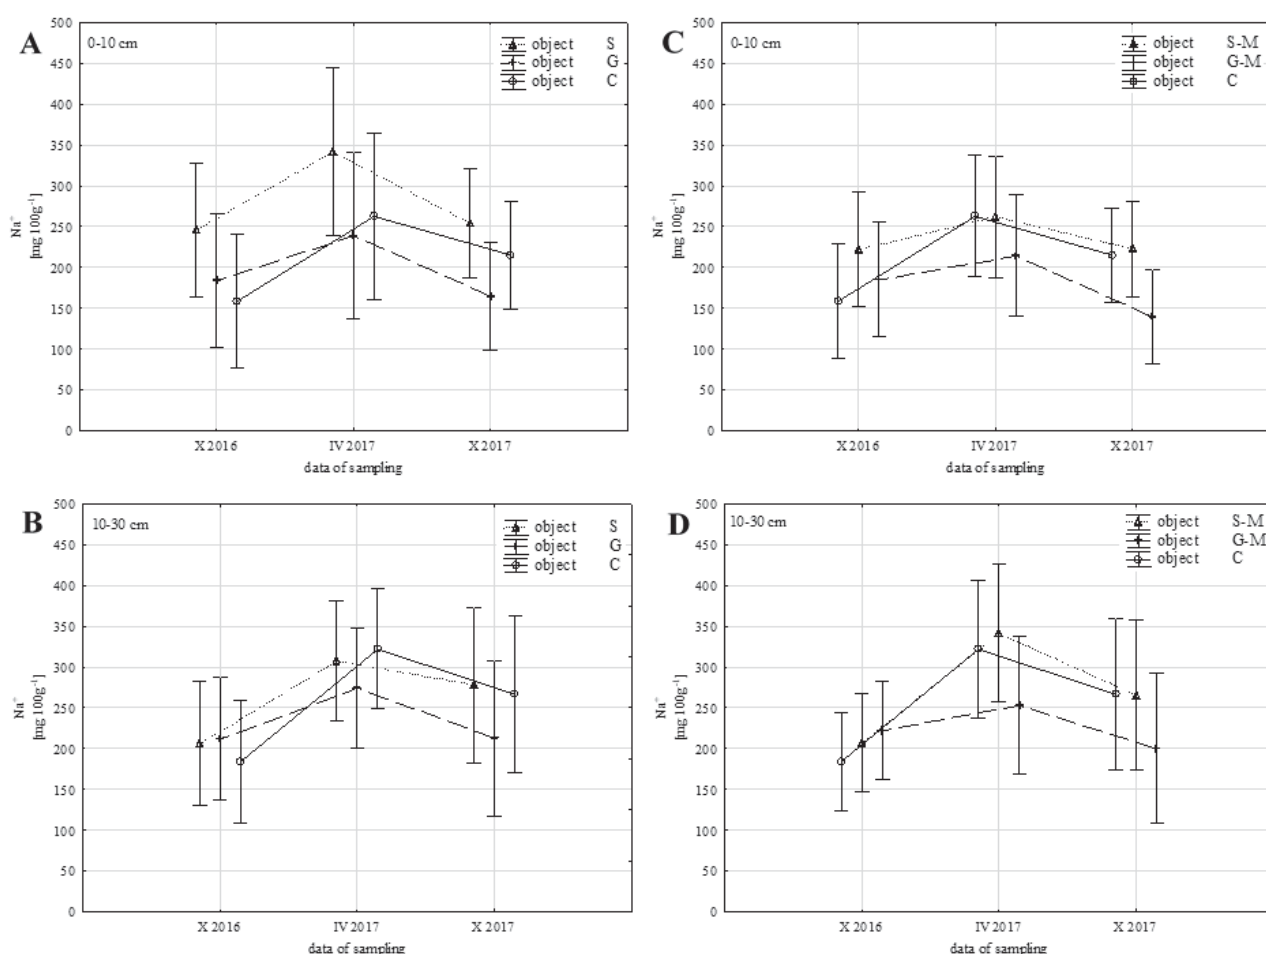 A
0-10 cm
object S
object G
object C
500
450
400
350
300
250
200
150
100
50
0
Na+
[mg 100g-1]
X 2016
IV 2017
X 2017
data of sampling
C
0-10 cm
object S-M
object G-M
object C
500
450
400
350
300
250
200
150
100
50
0
Na+
[mg 100g-1]
X 2016
IV 2017
X 2017
data of sampling
B
10-30 cm
object S
object G
object C
500
450
400
350
300
250
200
150
100
50
0
Na+
[mg 100g-1]
X 2016
IV 2017
X 2017
data of sampling
D
10-30 cm
object S-M
object G-M
object C
500
450
400
350
300
250
200
150
100
50
0
Na+
[mg 100g-1]
X 2016
IV 2017
X 2017
data of sampling